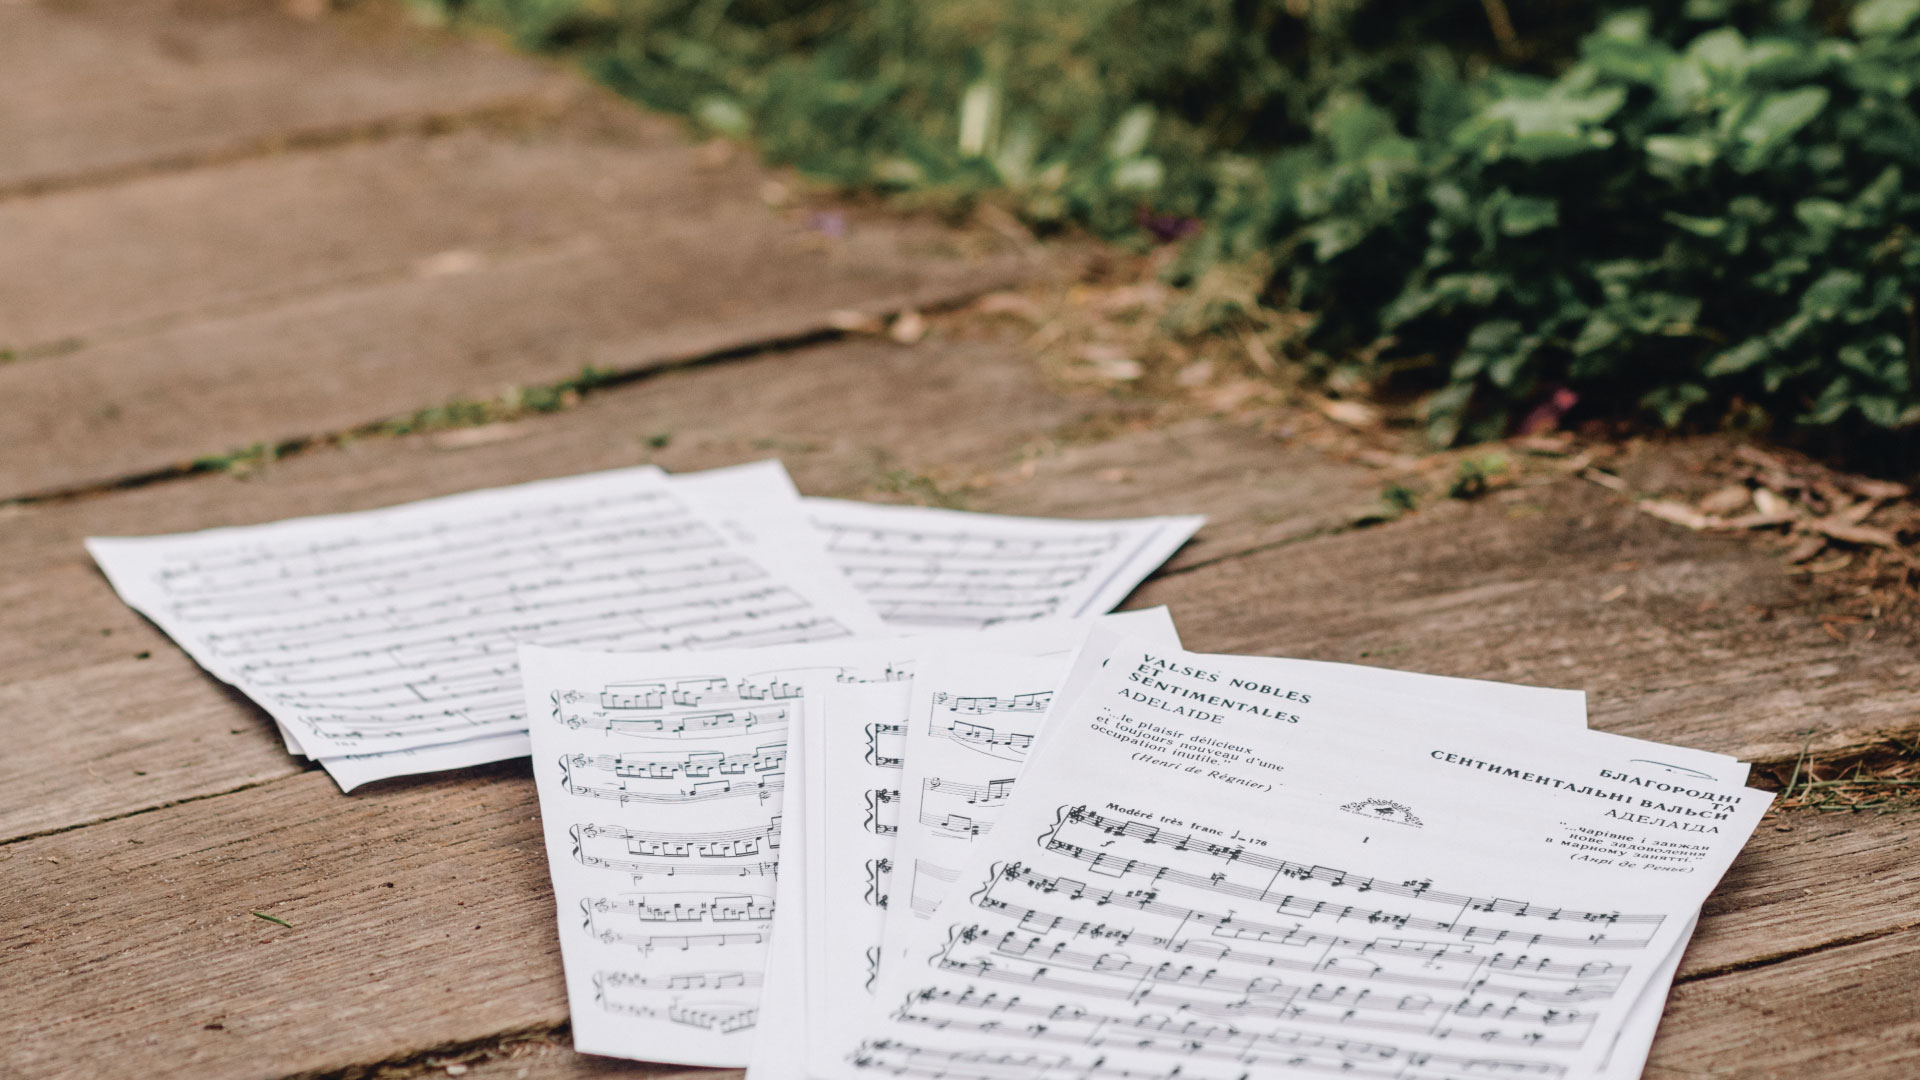 VALSES NOBLES
ET
SENTIMENTALES
ADELAÏDE
"...le plaisir délicieux
et toujours nouveau d'une
occupation inutile."
(Henri de Régnier)
БЛАГОРОДНІ
ТА
СЕНТИМЕНТАЛЬНІ ВАЛЬСИ
АДЕЛАЇДА
"...чарівне і завжди
нове задоволення
в марному занятті."
(Анрі де Реньє)
I
Modéré très franc ♩=176
f